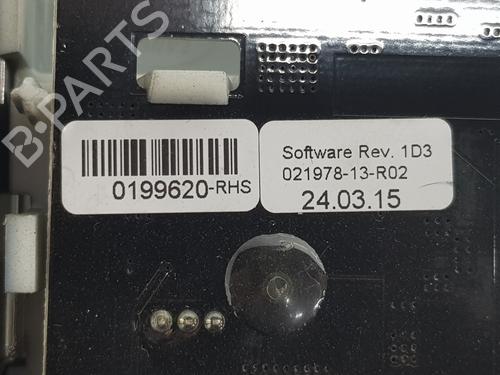 B-PARTS
0199620-RHS
Software Rev. 1D3
021978-13-R02
24.03.15